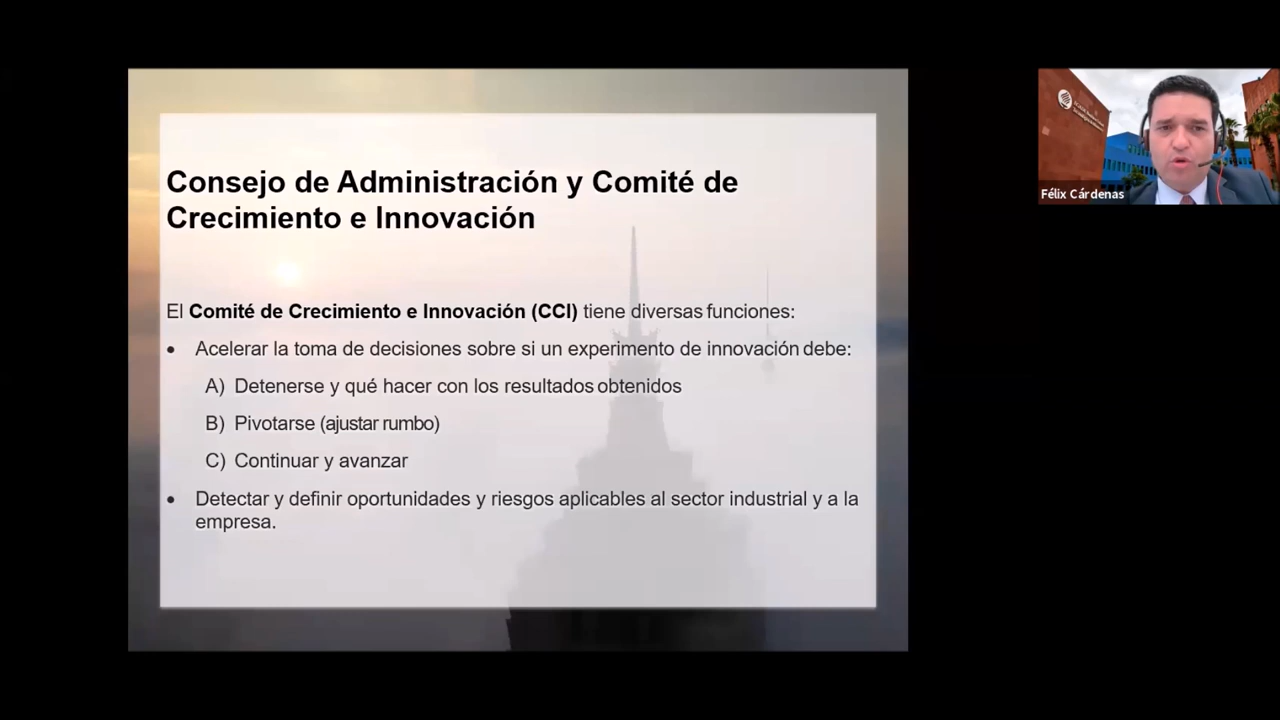 Consejo de Administración y Comité de
Crecimiento e Innovación
El Comité de Crecimiento e Innovación (CCI) tiene diversas funciones:
• Acelerar la toma de decisiones sobre si un experimento de innovación debe:
A) Detenerse y qué hacer con los resultados obtenidos
B) Pivotarse (ajustar rumbo)
C) Continuar y avanzar
• Detectar y definir oportunidades y riesgos aplicables al sector industrial y a la
empresa.
Félix Cárdenas